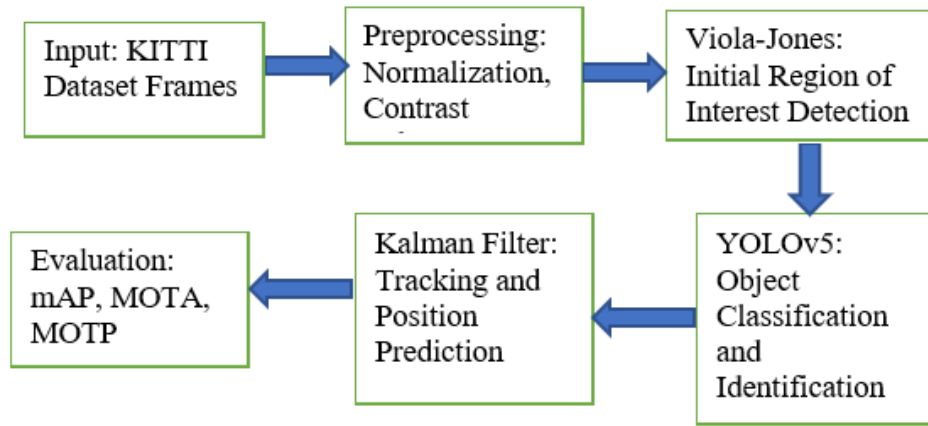 Input: KITTI
Dataset Frames
Preprocessing:
Normalization,
Contrast
Viola-Jones:
Initial Region of
Interest Detection
YOLOv5:
Object
Classification
and
Identification
Kalman Filter:
Tracking and
Position
Prediction
Evaluation:
mAP, MOTA,
MOTP